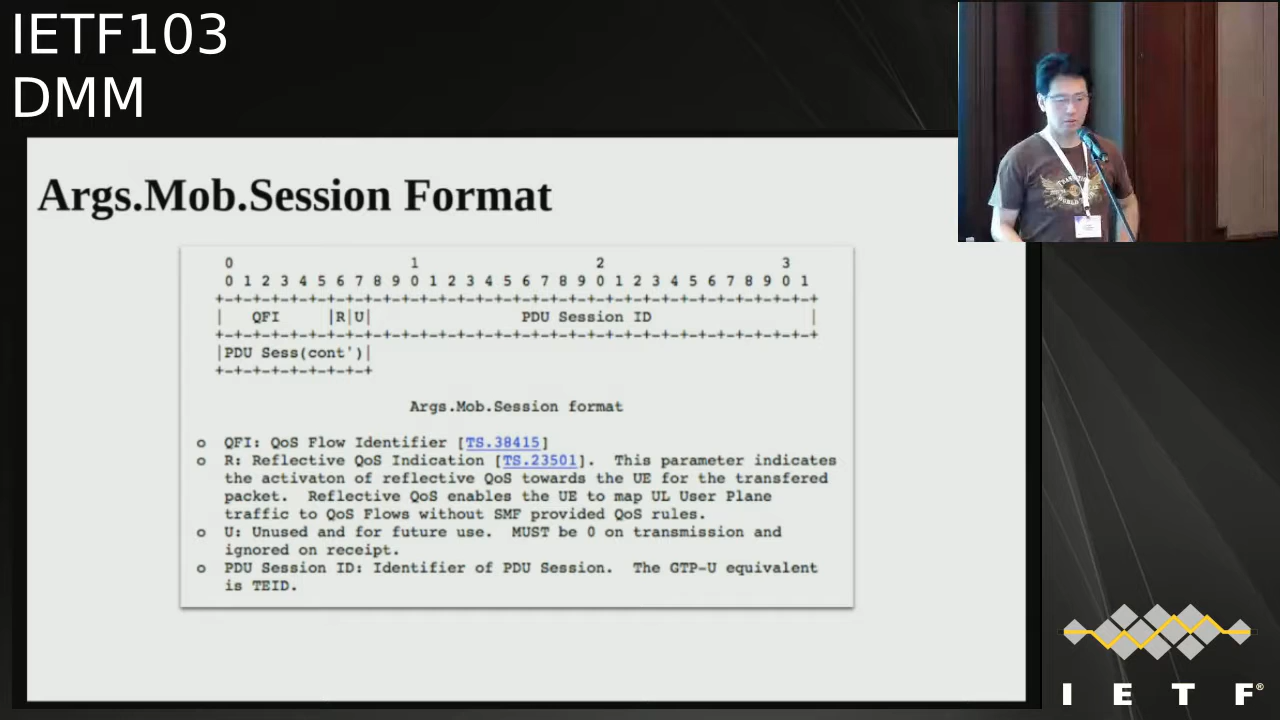 IETF103
DMM
Args.Mob.Session Format
0 1 2 3
0 1 2 3 4 5 6 7 8 9 0 1 2 3 4 5 6 7 8 9 0 1 2 3 4 5 6 7 8 9 0 1
+-+-+-+-+-+-+-+-+-+-+-+-+-+-+-+-+-+-+-+-+-+-+-+-+-+-+-+-+-+-+-+-+
| QFI |R|U| PDU Session ID |
+-+-+-+-+-+-+-+-+-+-+-+-+-+-+-+-+-+-+-+-+-+-+-+-+-+-+-+-+-+-+-+-+
|PDU Sess(cont')|
+-+-+-+-+-+-+-+-+
Args.Mob.Session format
o QFI: QoS Flow Identifier [TS.38415]
o R: Reflective QoS Indication [TS.23501]. This parameter indicates
the activaton of reflective QoS towards the UE for the transfered
packet. Reflective QoS enables the UE to map UL User Plane
traffic to QoS Flows without SMF provided QoS rules.
o U: Unused and for future use. MUST be 0 on transmission and
ignored on receipt.
o PDU Session ID: Identifier of PDU Session. The GTP-U equivalent
is TEID.
I E T F®